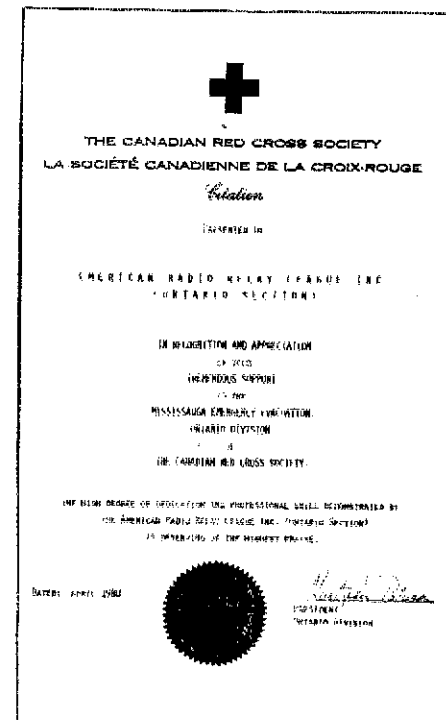 THE CANADIAN RED CROSS SOCIETY
LA SOCIÉTÉ CANADIENNE DE LA CROIX-ROUGE
Citation
PRESENTED TO
AMERICAN RADIO RELAY LEAGUE INC
(ONTARIO SECTION)
IN RECOGNITION AND APPRECIATION
OF YOUR
TREMENDOUS SUPPORT
MISSISSAUGA EMERGENCY EVACUATION
ONTARIO DIVISION
THE CANADIAN RED CROSS SOCIETY.
THE HIGH DEGREE OF DEDICATION AND PROFESSIONAL SKILL DEMONSTRATED BY
THE AMERICAN RADIO RELAY LEAGUE INC. (ONTARIO SECTION)
IS DESERVING OF THE HIGHEST PRAISE.
DATED: APRIL 1980
PRESIDENT
ONTARIO DIVISION